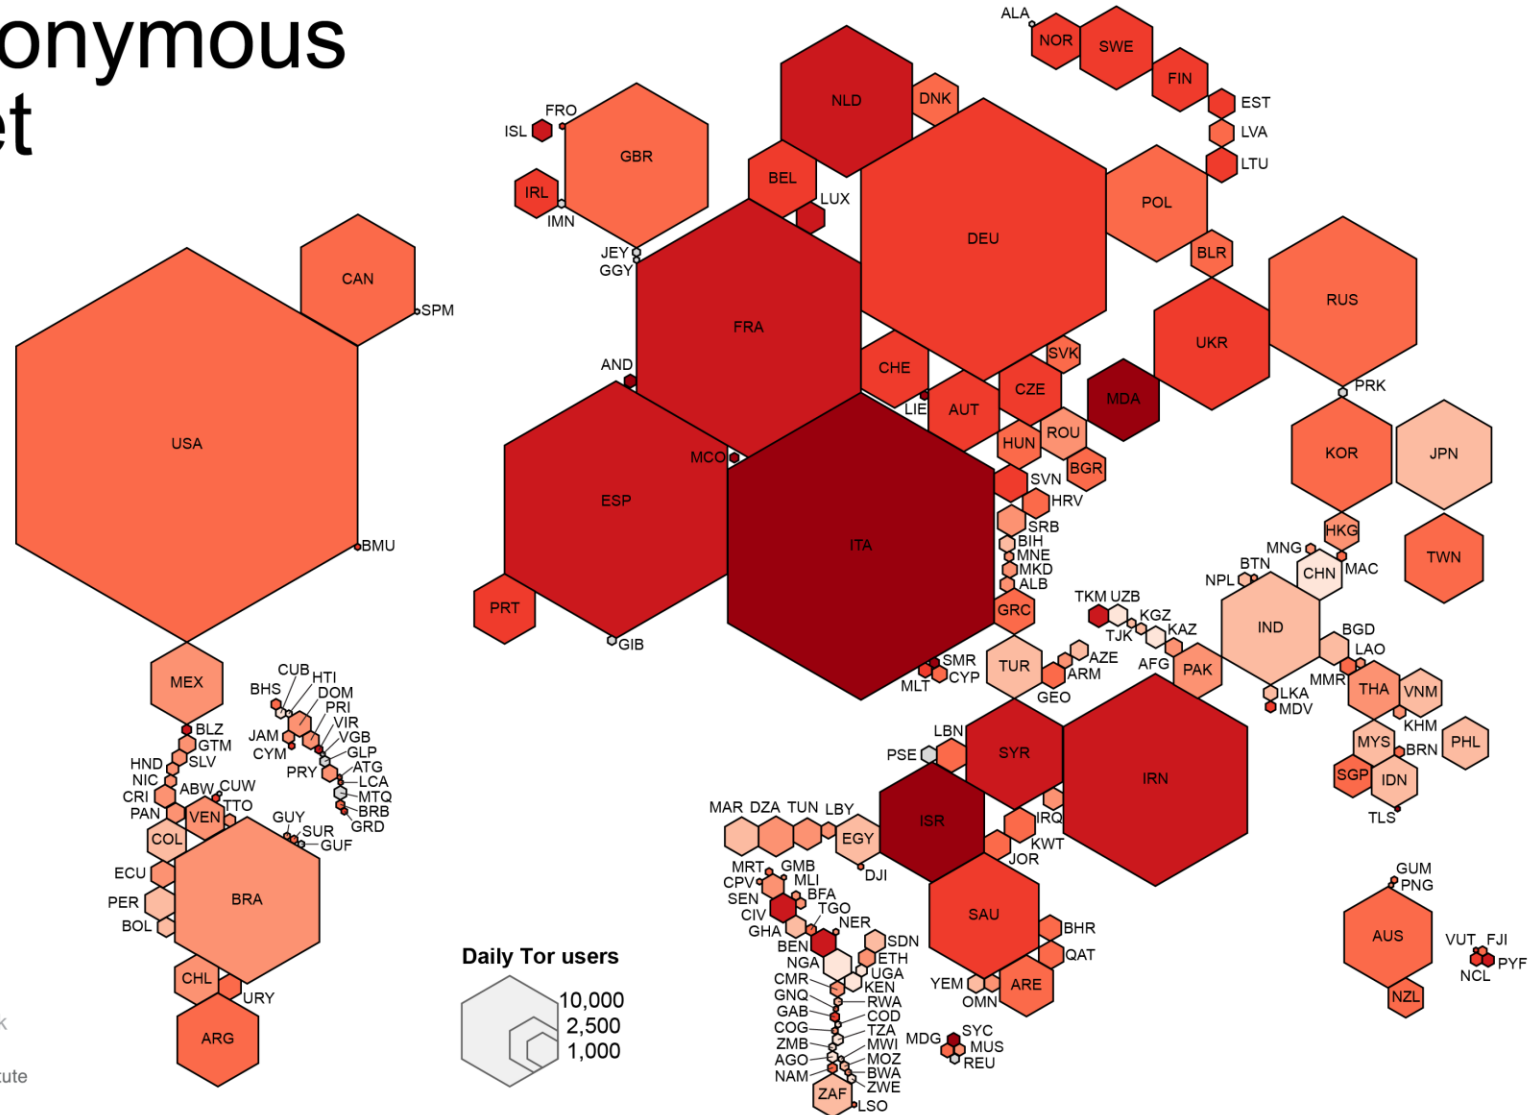 onymous
et
ALA
NOR
SWE
FIN
EST
LVA
LTU
NLD
DNK
FRO
ISL
GBR
IRL
IMN
BEL
LUX
JEY
GGY
DEU
POL
BLR
CAN
SPM
RUS
FRA
UKR
AND
CHE
SVK
CZE
LIE
AUT
MDA
PRK
USA
ROU
HUN
BGR
KOR
JPN
MCO
SVN
HRV
ESP
SRB
BIH
MNE
MKD
ALB
ITA
HKG
MNG
MAC
TWN
BMU
BTN
NPL
CHN
PRT
GRC
TKM
UZB
TJK
KGZ
KAZ
IND
BGD
LAO
GIB
TUR
AZE
ARM
GEO
SMR
CYP
MLT
AFG
PAK
MMR
LKA
MDV
THA
VNM
KHM
MEX
CUB
HTI
BHS
DOM
PRI
VIR
VGB
GLP
JAM
CYM
PRY
ATG
LCA
MTQ
BRB
GRD
BLZ
GTM
SLV
HND
NIC
CRI
ABW
CUW
PAN
VEN
TTO
COL
GUY
SUR
GUF
ECU
PER
BRA
BOL
CHL
URY
ARG
LBN
PSE
SYR
IRN
MYS
BRN
PHL
SGP
IDN
TLS
MAR
DZA
TUN
LBY
EGY
ISR
IRQ
KWT
JOR
DJI
MRT
GMB
CPV
MLI
SEN
BFA
CIV
TGO
GHA
NER
BEN
SDN
NGA
ETH
UGA
CMR
KEN
GNQ
RWA
GAB
COD
COG
TZA
ZMB
MWI
AGO
MOZ
NAM
BWA
ZWE
ZAF
LSO
SAU
BHR
QAT
YEM
OMN
ARE
MDG
SYC
MUS
REU
GUM
PNG
AUS
NZL
VUT
FJI
PYF
NCL
Daily Tor users
10,000
2,500
1,000
k
tute